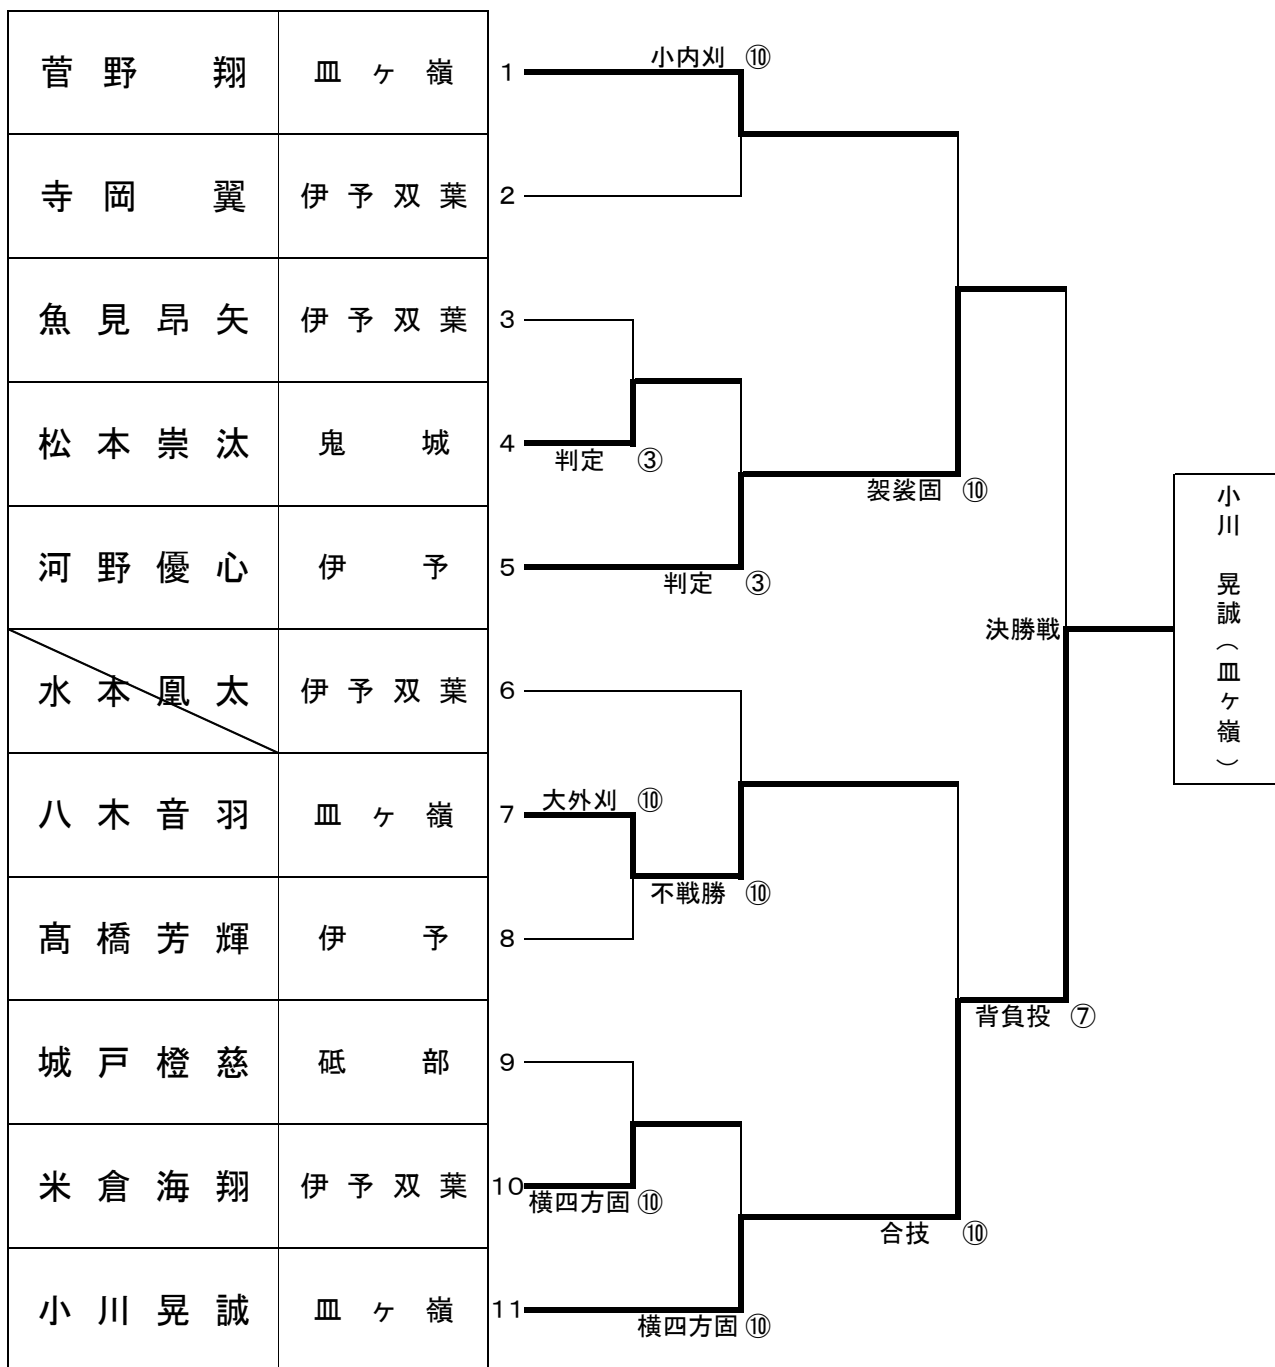 菅野 翔 皿ヶ嶺 1 小内刈 ⑩
寺岡 翼 伊予双葉 2
魚見昂矢 伊予双葉 3
松本崇汰 鬼城 4 判定 ③
袈裟固 ⑩
河野優心 伊予 5 判定 ③
決勝戦
小川 晃誠(皿ヶ嶺)
水本凰太 伊予双葉 6
八木音羽 皿ヶ嶺 7 大外刈 ⑩
不戦勝 ⑩
髙橋芳輝 伊予 8
背負投 ⑦
城戸橙慈 砥部 9
米倉海翔 伊予双葉 10 横四方固 ⑩
合技 ⑩
小川晃誠 皿ヶ嶺 11 横四方固 ⑩